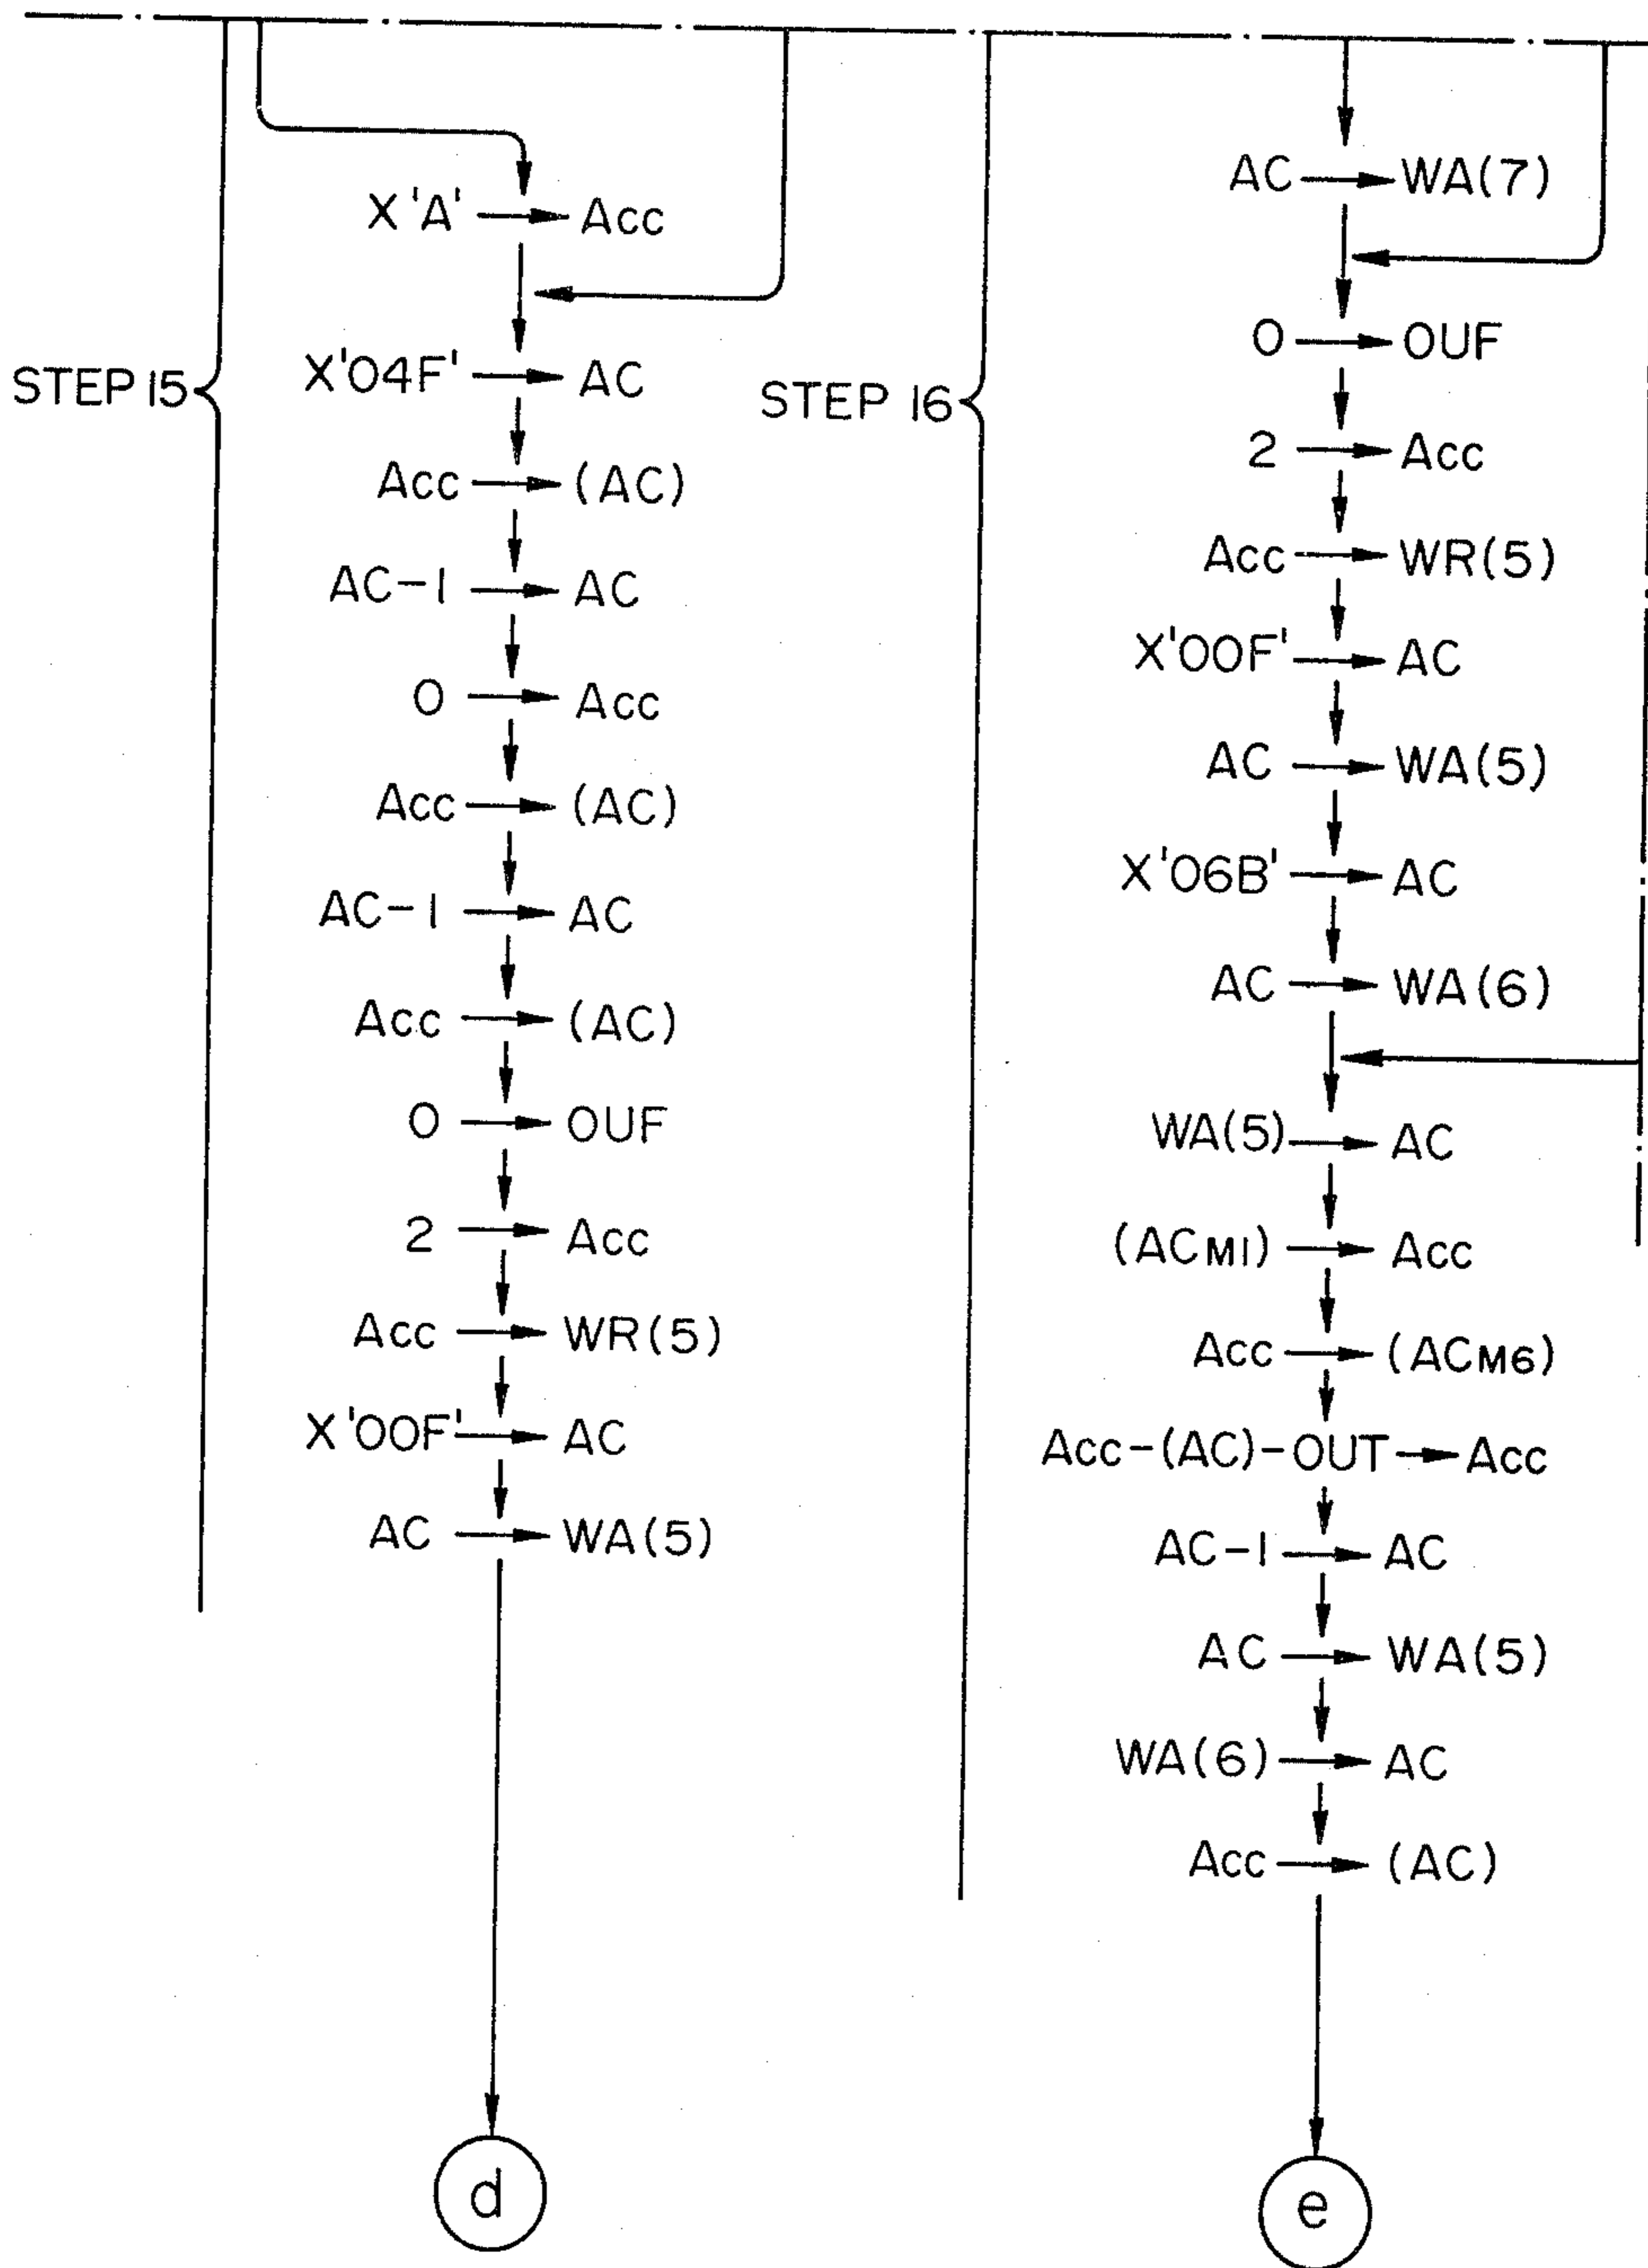 STEP 15
X'A' → Acc
X'04F' → AC
Acc → (AC)
AC-1 → AC
0 → Acc
Acc → (AC)
AC-1 → AC
Acc → (AC)
0 → OUF
2 → Acc
Acc → WR(5)
X'00F' → AC
AC → WA(5)
d
STEP 16
AC → WA(7)
0 → OUF
2 → Acc
Acc → WR(5)
X'00F' → AC
AC → WA(5)
X'06B' → AC
AC → WA(6)
WA(5) → AC
(ACM1) → Acc
Acc → (ACM6)
Acc-(AC)-OUT → Acc
AC-1 → AC
AC → WA(5)
WA(6) → AC
Acc → (AC)
e